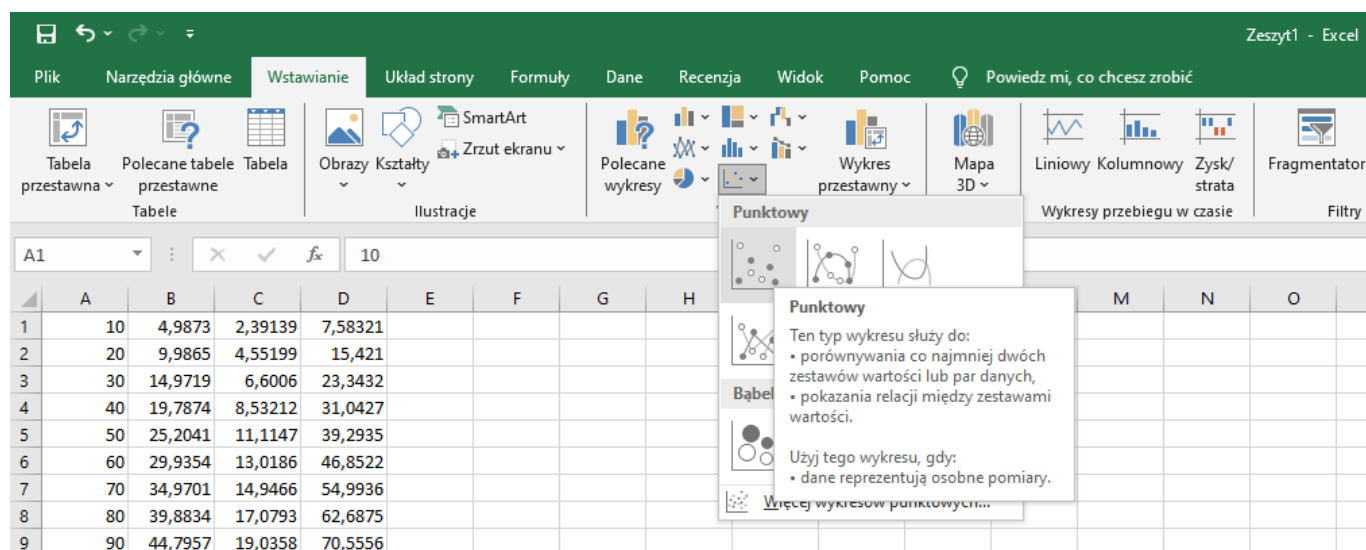 Zeszyt1 - Excel
Plik Narzędzia główne Wstawianie Układ strony Formuły Dane Recenzja Widok Pomoc Powiedz mi, co chcesz zrobić
Tabela przestawna
Polecane tabele przestawne
Tabela
Obrazy
Kształty
SmartArt
Zrzut ekranu
Polecane wykresy
Wykres przestawny
Mapa 3D
Liniowy
Kolumnowy
Zysk/ strata
Fragmentator
Tabele
Ilustracje
Wykresy przebiegu w czasie
Filtry
Punktowy
A1 fx 10
A B C D E F G H M N O
1 10 4,9873 2,39139 7,58321
2 20 9,9865 4,55199 15,421
3 30 14,9719 6,6006 23,3432
4 40 19,7874 8,53212 31,0427
5 50 25,2041 11,1147 39,2935
6 60 29,9354 13,0186 46,8522
7 70 34,9701 14,9466 54,9936
8 80 39,8834 17,0793 62,6875
9 90 44,7957 19,0358 70,5556
Punktowy
Ten typ wykresu służy do:
• porównywania co najmniej dwóch
zestawów wartości lub par danych,
• pokazania relacji między zestawami
wartości.
Użyj tego wykresu, gdy:
• dane reprezentują osobne pomiary.
Więcej wykresów punktowych...